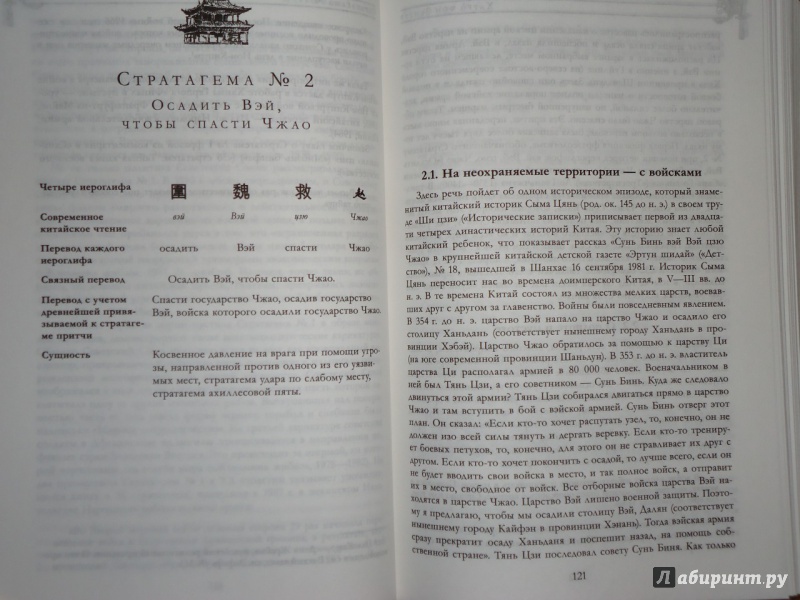 Стратагема № 2
Осадить Вэй,
чтобы спасти Чжао
Четыре иероглифа 圍 魏 救 赵
Современное вэй Вэй цзю Чжао
китайское чтение
Перевод каждого осадить Вэй спасти Чжао
иероглифа
Связный перевод Осадить Вэй, чтобы спасти Чжао.
Перевод с учетом Спасти государство Чжао, осадив государство
древнейшей привя- Вэй, войска которого осадили государство Чжао.
зываемой к стратаге-
ме притчи
Сущность Косвенное давление на врага при помощи угро-
зы, направленной против одного из его уязви-
мых мест, стратагема удара по слабому месту,
стратагема ахиллесовой пяты.
2.1. На неохраняемые территории — с войсками
Здесь речь пойдет об одном историческом эпизоде, который знаме-
нитый китайский историк Сыма Цянь (род. ок. 145 до н. э.) в своем тру-
де «Ши цзи» («Исторические записки») приписывает первой из двадца-
ти четырех династических историй Китая. Эту историю знает любой
китайский ребенок, что показывает рассказ «Сунь Бинь вэй Вэй цзю
Чжао» в крупнейшей китайской детской газете «Эртун шидай» («Дет-
ство»), № 18, вышедшей в Шанхае 16 сентября 1981 г. Историк Сыма
Цянь переносит нас во времена доимперского Китая, в V—III вв. до
н. э. В те времена Китай состоял из множества мелких царств, воевав-
ших друг с другом за главенство. Войны были повседневным явлением.
В 354 г. до н. э. царство Вэй напало на царство Чжао и осадило его
столицу Ханьдань (соответствует нынешнему городу Ханьдань в про-
винции Хэбэй). Царство Чжао обратилось за помощью к царству Ци
(на юге современной провинции Шаньдун). В 353 г. до н. э. властитель
царства Ци располагал армией в 80 000 человек. Военачальником в
ней был Тянь Цзи, а его советником — Сунь Бинь. Куда же следовало
двинуться этой армии? Тянь Цзи собирался двигаться прямо в царство
Чжао и там вступить в бой с вэйской армией. Сунь Бинь отверг этот
план. Он сказал: «Если кто-то хочет распутать узел, то, конечно, он не
должен изо всей силы тянуть и дергать веревку. Если кто-то трениру-
ет боевых петухов, то, конечно, для этого он не стравливает их друг с
другом. Если кто-то хочет покончить с осадой, то лучше всего, если он
не будет вводить свои войска в место, и так полное войск, а отправит
их в место, свободное от войск. Все отборные войска царства Вэй на-
ходятся в царстве Чжао. Царство Вэй лишено военной защиты. Поэто-
му я предлагаю, чтобы мы осадили столицу Вэй, Далян (соответствует
нынешнему городу Кайфэн в провинции Хэнань). Тогда вэйская армия
сразу прекратит осаду Ханьданя и поспешит назад, на помощь соб-
ственной стране». Тянь Цзи последовал совету Сунь Биня. Как только
121
Лабиринт.ру